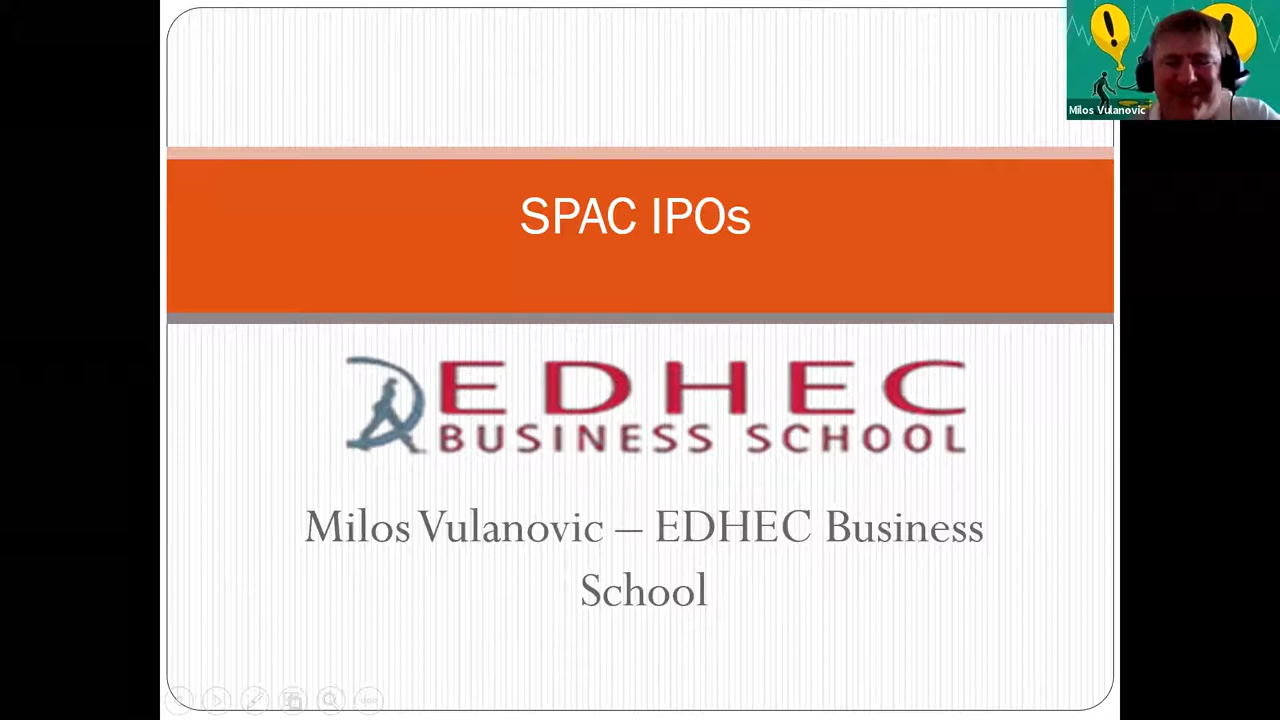 Milos Vulanovic
SPAC IPOs
EDHEC
BUSINESS SCHOOL
Milos Vulanovic – EDHEC Business
School